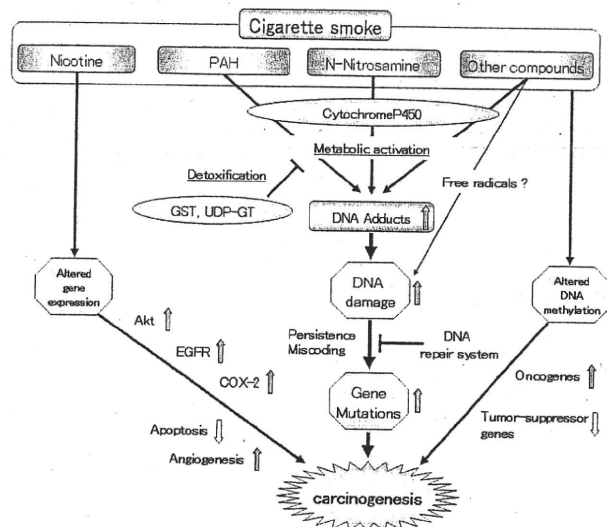 Cigarette smoke
Nicotine
PAH
N-Nitrosamine
Other compounds
CytochromeP450
Metabolic activation
Detoxification
GST, UDP-GT
Free radicals ?
DNA Adducts
Altered
gene
expression
DNA
damage
Altered
DNA
methylation
Akt
EGFR
COX-2
Persistence
Miscoding
DNA
repair system
Gene
Mutations
Oncogenes
Tumor-suppressor
genes
Apoptosis
Angiogenesis
carcinogenesis